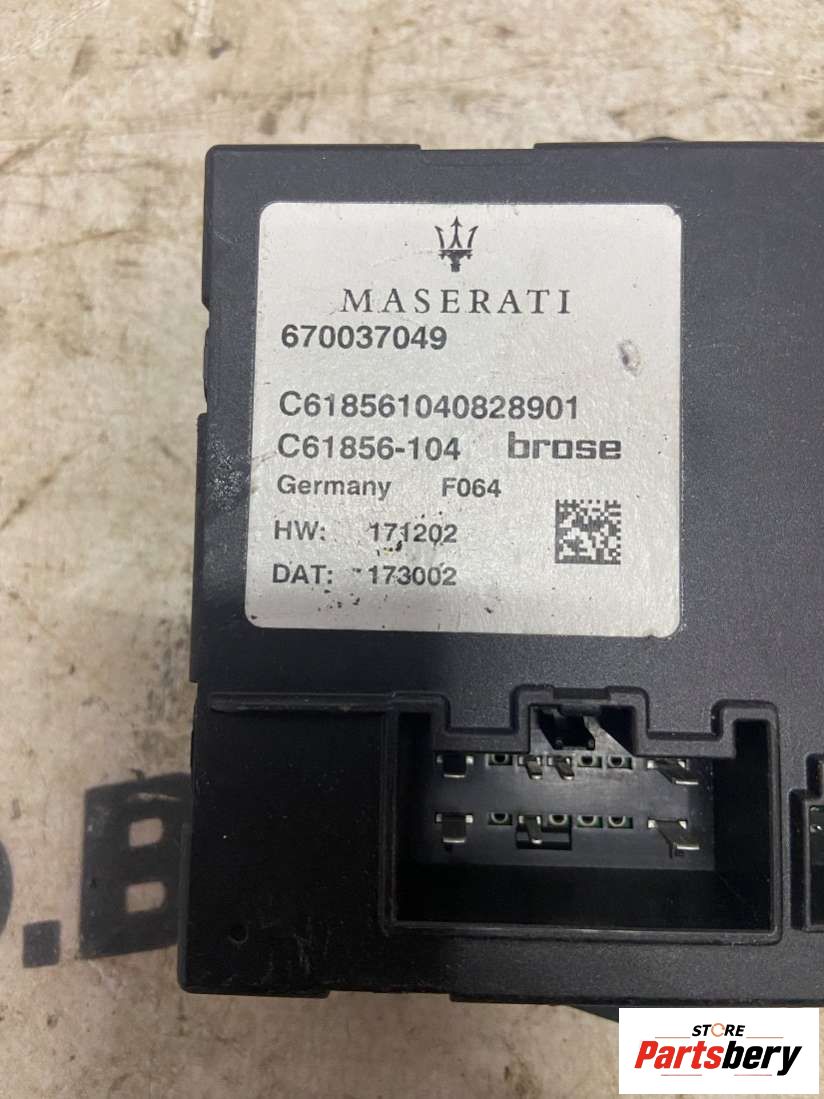 MASERATI
670037049
C618561040828901
C61856-104 brose
Germany F064
HW: 171202
DAT: 173002
O.B
STORE
Partsbery